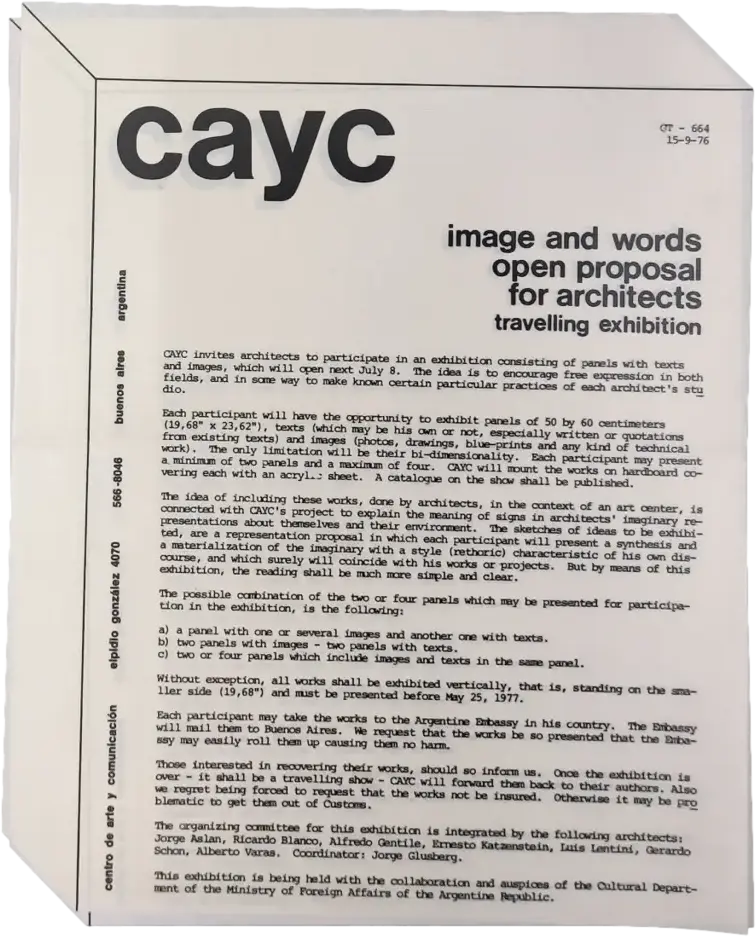 cayc
GT - 664
15-9-76
image and words
open proposal
for architects
travelling exhibition
centro de arte y comunicación elpidio gonzález 4070 566-8046 buenos aires argentina
CAYC invites architects to participate in an exhibition consisting of panels with texts
and images, which will open next July 8. The idea is to encourage free expression in both
fields, and in some way to make known certain particular practices of each architect's stu
dio.
Each participant will have the opportunity to exhibit panels of 50 by 60 centimeters
(19,68" x 23,62"), texts (which may be his own or not, especially written or quotations
from existing texts) and images (photos, drawings, blue-prints and any kind of technical
work). The only limitation will be their bi-dimensionality. Each participant may present
a minimum of two panels and a maximum of four. CAYC will mount the works on hardboard co-
vering each with an sheet. A catalogue on the show shall be published.
The idea of including these works, done by architects, in the context of an art center, is
connected with CAYC's project to explain the meaning of signs in architects' imaginary re-
presentations about themselves and their environment. The sketches of ideas to be exhibi-
ted, are a representation proposal in which each participant will present a synthesis and
a materialization of the imaginary with a style (rethoric) characteristic of his own dis-
course, and which surely will coincide with his works or projects. But by means of this
exhibition, the reading shall be much more simple and clear.
The possible combination of the two or four panels which may be presented for participa-
tion in the exhibition, is the following:
a) a panel with one or several images and another one with texts.
b) two panels with images - two panels with texts.
c) two or four panels which include images and texts in the same panel.
Without exception, all works shall be exhibited vertically, that is, standing on the sma-
ller side (19,68") and must be presented before May 25, 1977.
Each participant may take the works to the Argentine Embassy in his country. The Embassy
will mail them to Buenos Aires. We request that the works be so presented that the Emba-
ssy may easily roll them up causing them no harm.
Those interested in recovering their works, should so inform us. Once the exhibition is
over - it shall be a travelling show - CAYC will forward them back to their authors. Also
we regret being forced to request that the works not be insured. Otherwise it may be pro
blematic to get them out of Customs.
The organizing committee for this exhibition is integrated by the following architects:
Jorge Aslan, Ricardo Blanco, Alfredo Gentile, Ernesto Katzenstein, Luis Lentini, Gerardo
Schon, Alberto Varas. Coordinator: Jorge Glusberg.
This exhibition is being held with the collaboration and auspices of the Cultural Depart-
ment of the Ministry of Foreign Affairs of the Argentine Republic.